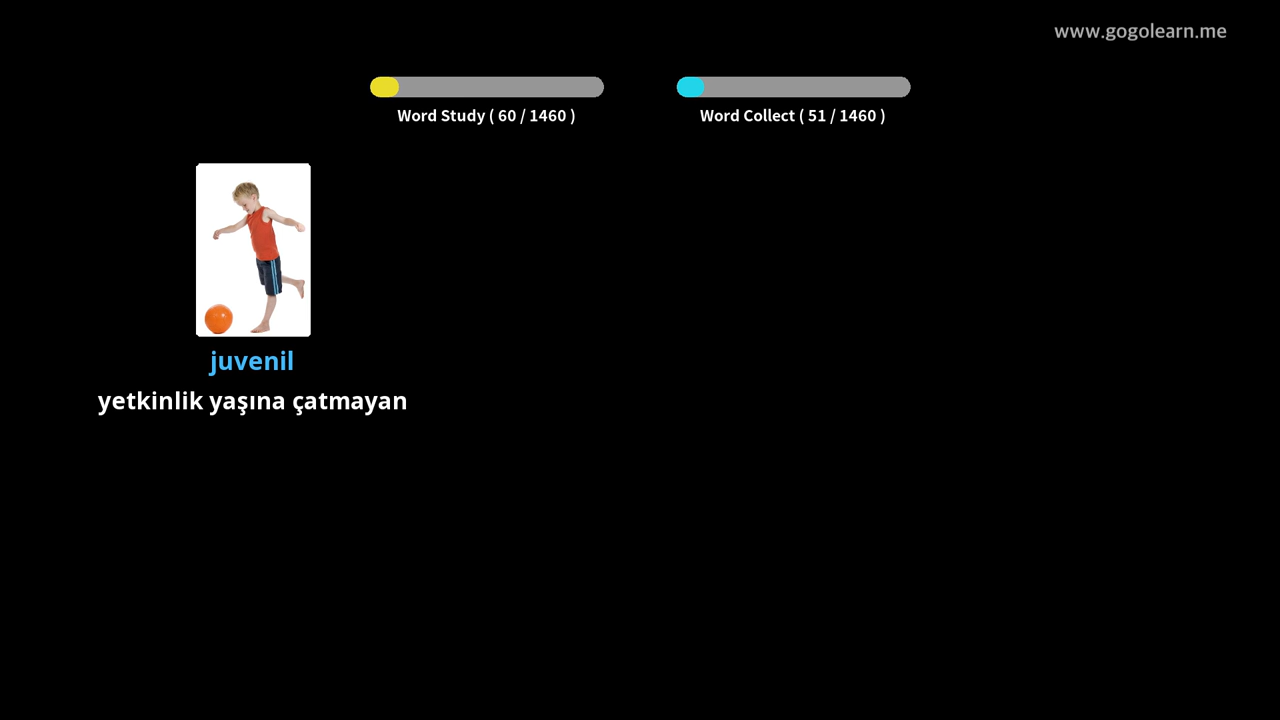 www.gogolearn.me
Word Study ( 60 / 1460 )
Word Collect ( 51 / 1460 )
juvenil
yetkinlik yaşına çatmayan